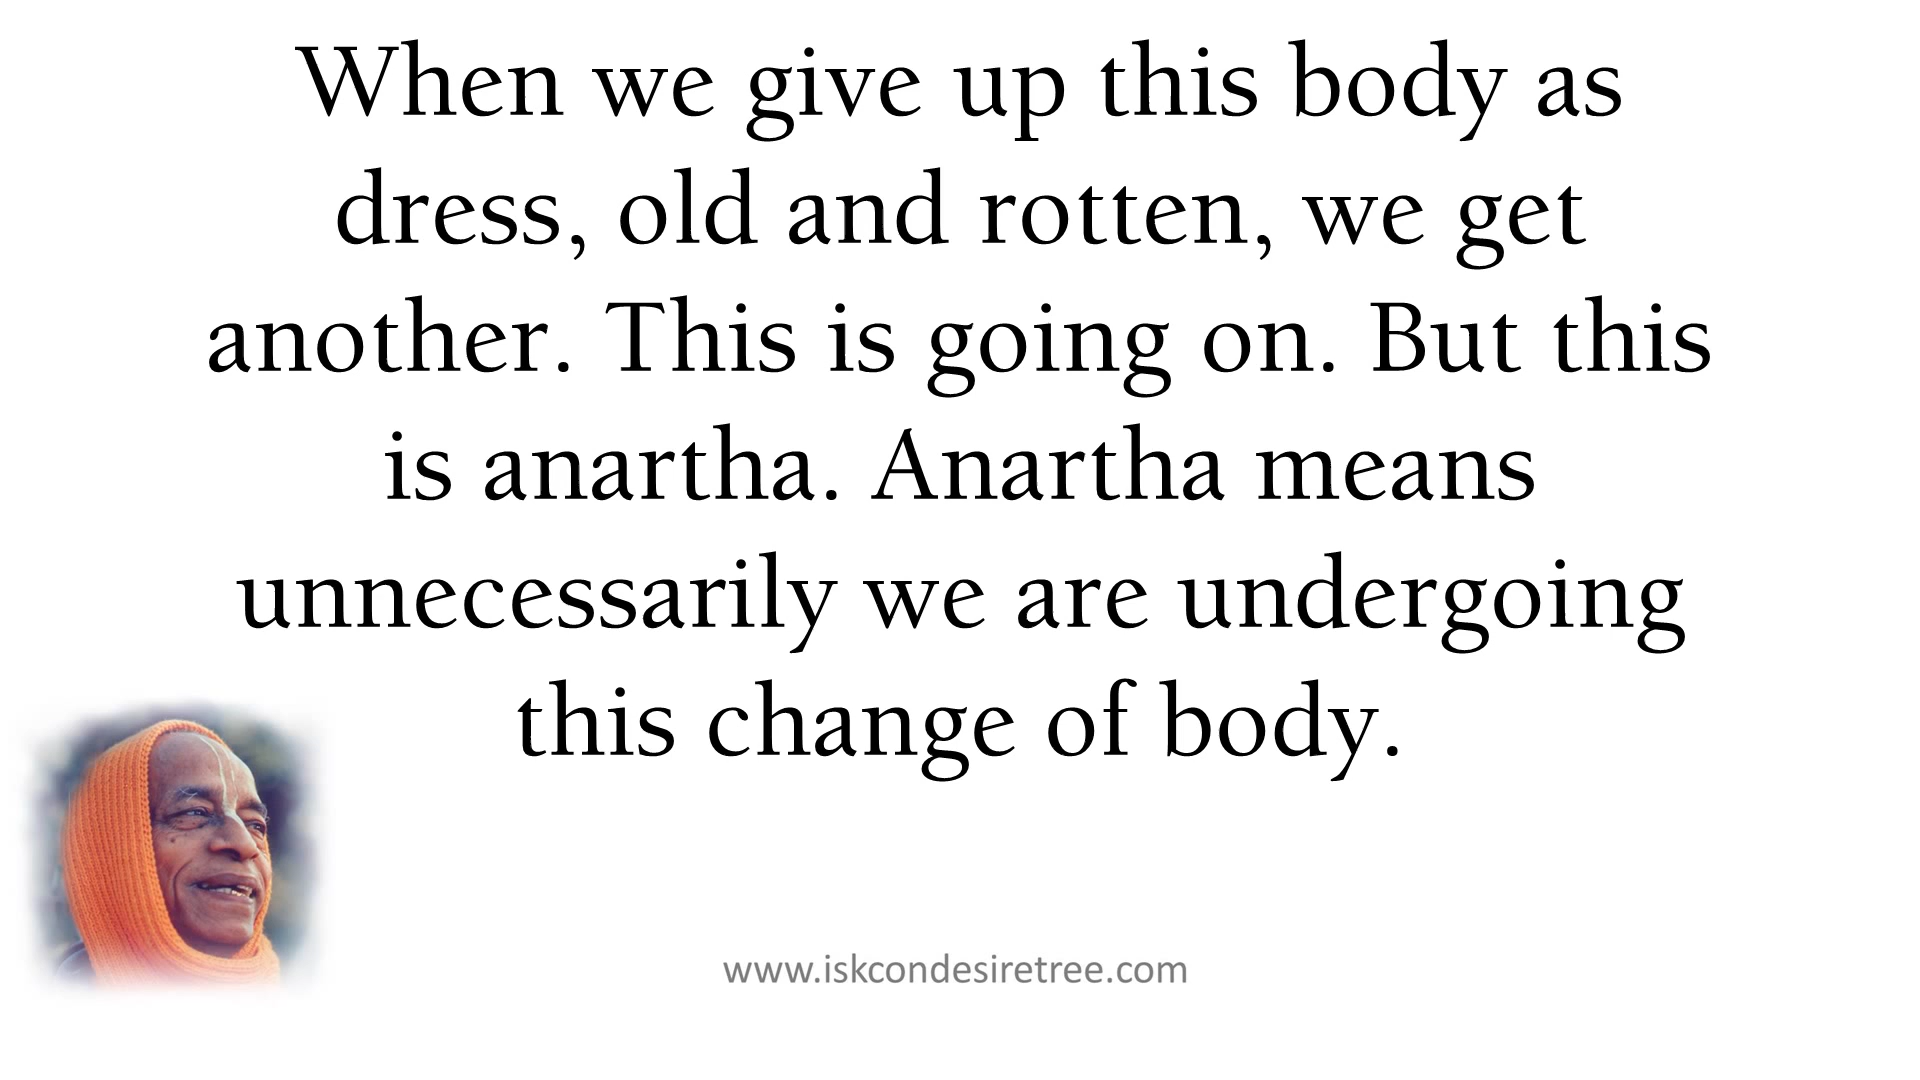 When we give up this body as
dress, old and rotten, we get
another. This is going on. But this
is anartha. Anartha means
unnecessarily we are undergoing
this change of body.
www.iskcondesiretree.com